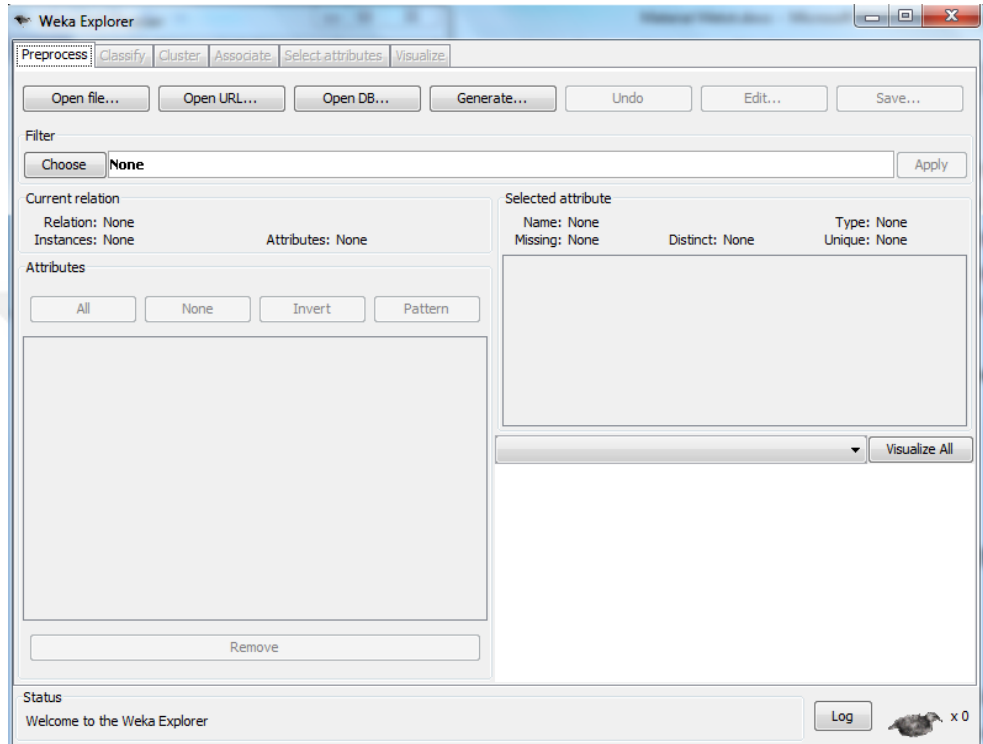 Weka Explorer
Preprocess Classify Cluster Associate Select attributes Visualize
Open file... Open URL... Open DB... Generate... Undo Edit... Save...
Filter
Choose None Apply
Current relation
Relation: None
Instances: None Attributes: None
Selected attribute
Name: None Type: None
Missing: None Distinct: None Unique: None
Attributes
All None Invert Pattern
Visualize All
Remove
Status
Welcome to the Weka Explorer
Log x 0